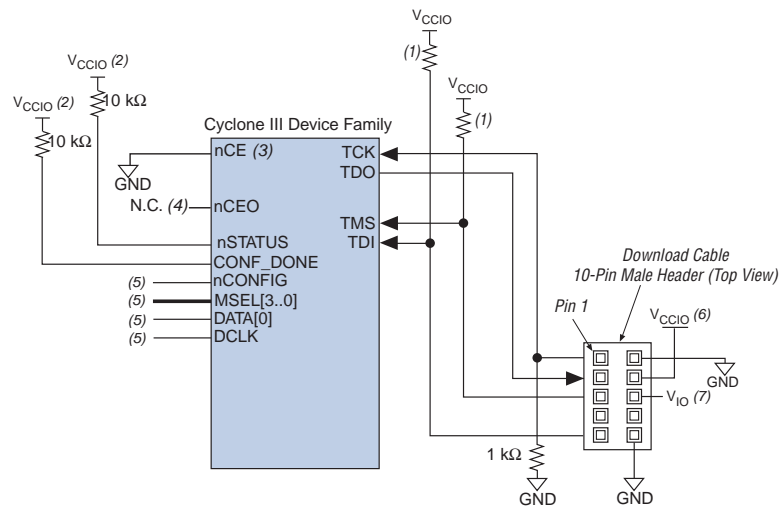 VCCIO
(1)
VCCIO
(1)
VCCIO (2)
10 kΩ
VCCIO (2)
10 kΩ
Cyclone III Device Family
nCE (3)
GND
N.C. (4)
nCEO
nSTATUS
CONF_DONE
(5)
nCONFIG
(5)
MSEL[3..0]
(5)
DATA[0]
(5)
DCLK
TCK
TDO
TMS
TDI
Download Cable
10-Pin Male Header (Top View)
Pin 1
VCCIO (6)
GND
VIO (7)
1 kΩ
GND
GND